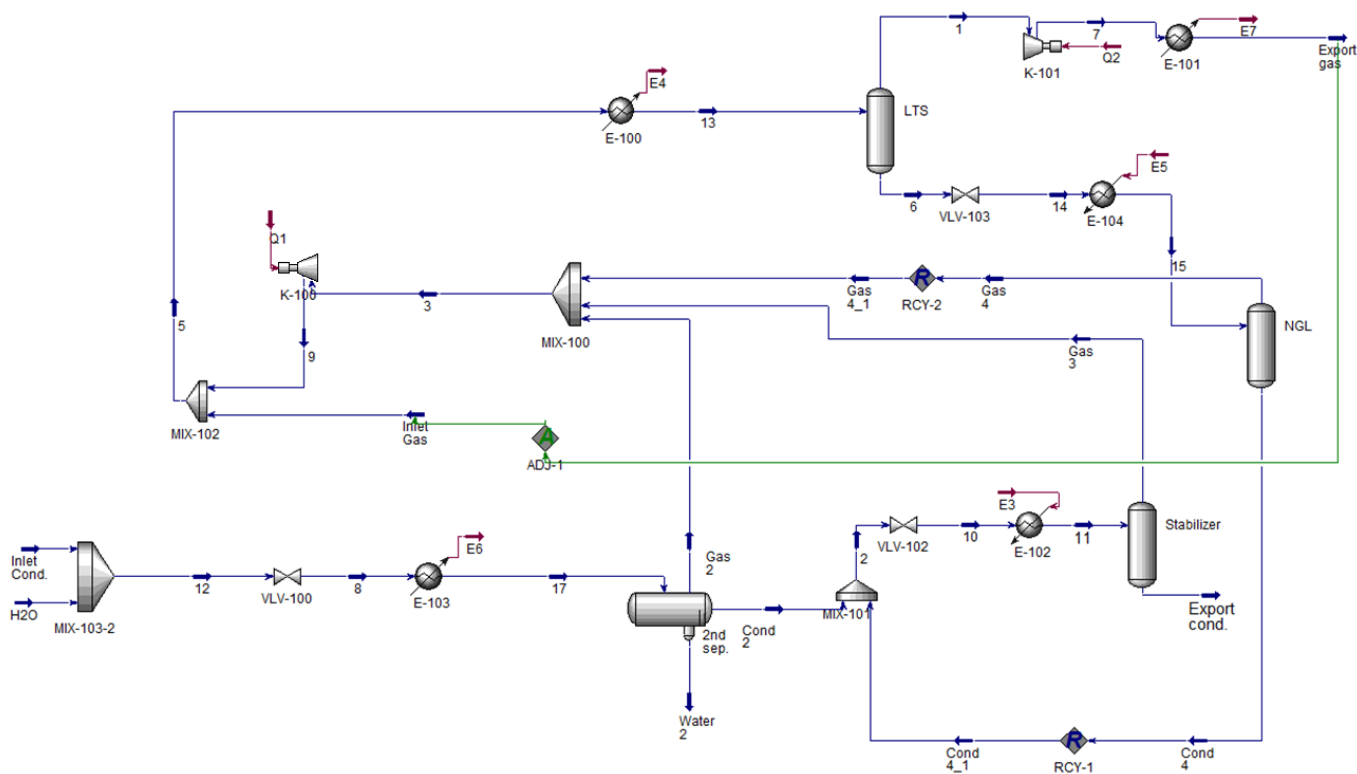 1
7
E7
K-101
Q2
E-101
Export
gas
E4
E-100
13
LTS
E5
6
VLV-103
14
E-104
Q1
K-100
3
Gas
4_1
RCY-2
R
Gas
4
15
NGL
5
9
MIX-100
Gas
3
MIX-102
Inlet
Gas
A
ADJ-1
E3
Stabilizer
VLV-102
10
E-102
11
Inlet
Cond.
H2O
MIX-103-2
12
VLV-100
8
E6
E-103
17
Gas
2
2
MIX-101
2nd
sep.
Cond
2
Export
cond.
Water
2
Cond
4_1
R
RCY-1
Cond
4